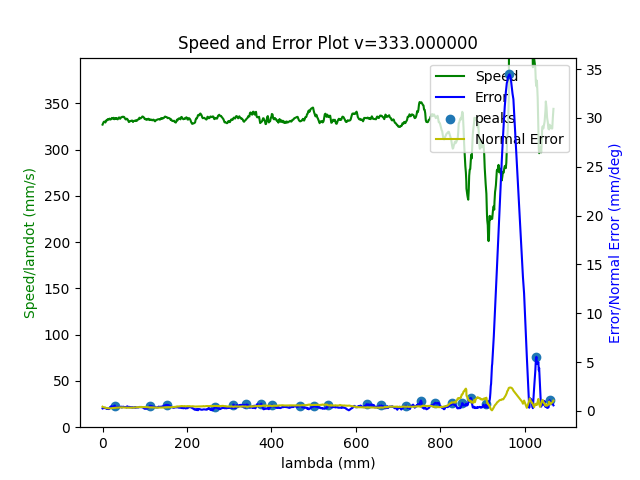 Speed and Error Plot v=333.000000
Speed
Error
peaks
Normal Error
Speed/lamdot (mm/s)
350
300
250
200
150
100
50
0
35
30
25
20
15
10
5
0
Error/Normal Error (mm/deg)
0 200 400 600 800 1000
lambda (mm)